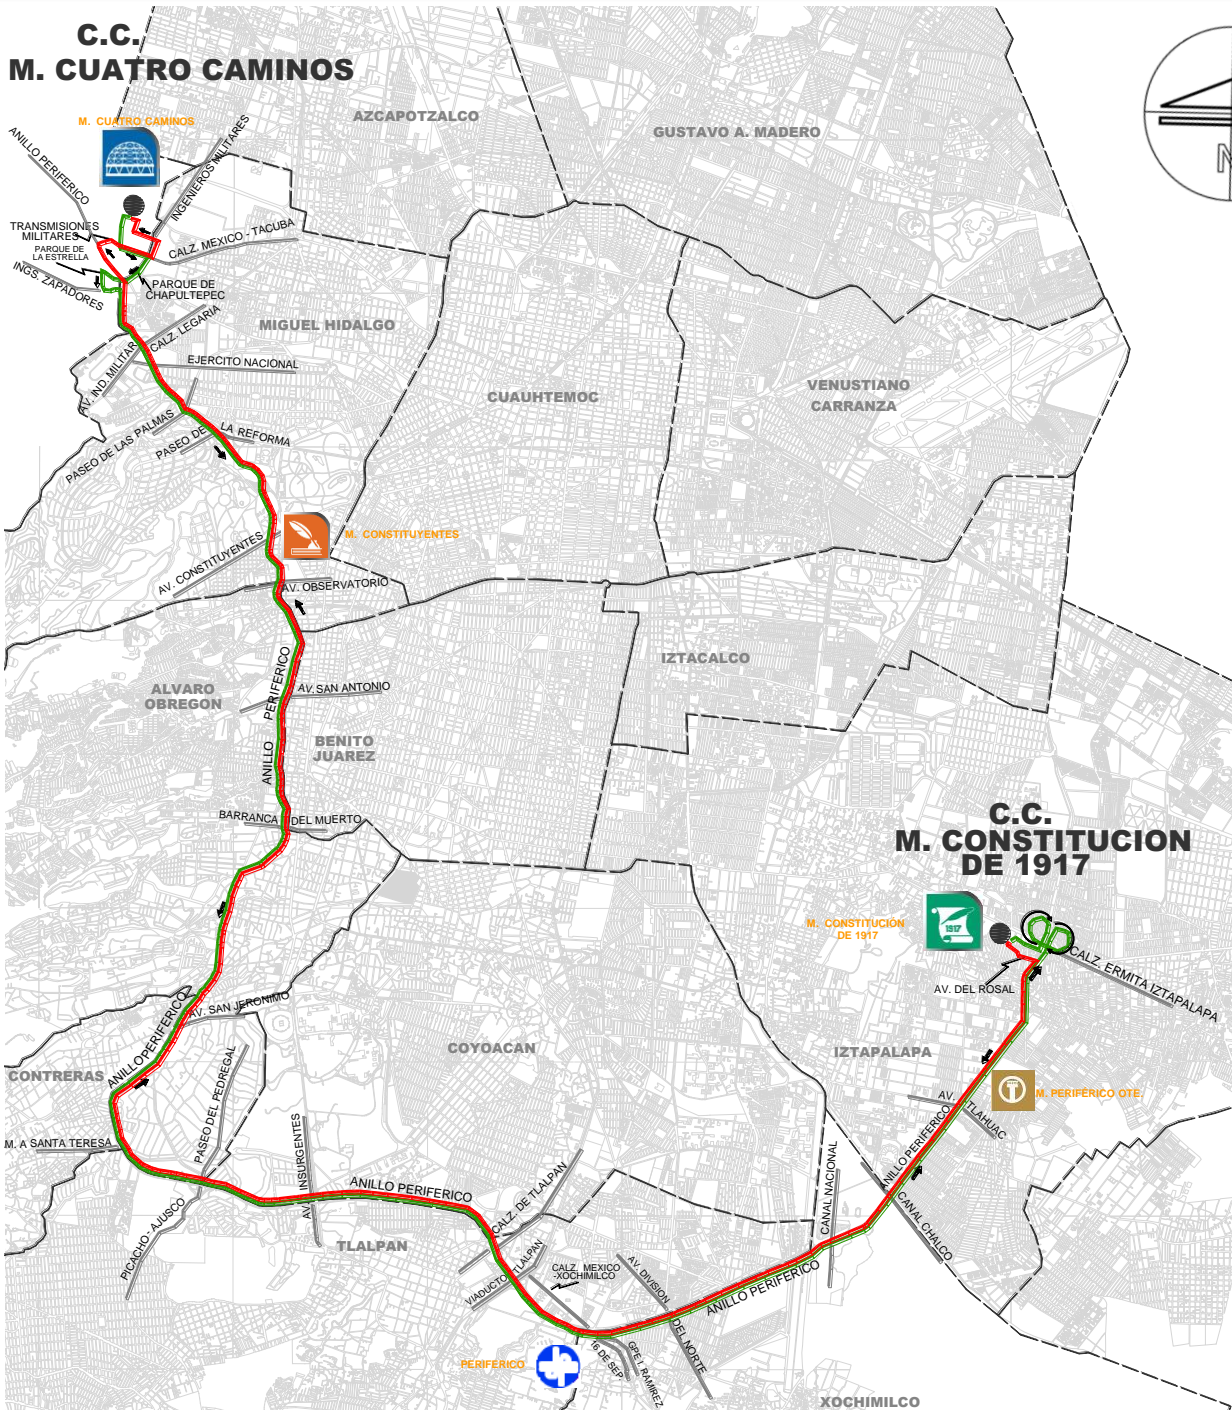 C.C.
M. CUATRO CAMINOS
M. CUATRO CAMINOS
AZCAPOTZALCO
GUSTAVO A. MADERO
ANILLO PERIFERICO
INGENIEROS MILITARES
N
TRANSMISIONES
MILITARES
CALZ. MEXICO - TACUBA
PARQUE DE
LA ESTRELLA
INGS. ZAPADORES
PARQUE DE
CHAPULTEPEC
CALZ. LEGARIA
MIGUEL HIDALGO
AV. IND. MILITAR
EJERCITO NACIONAL
CUAUHTEMOC
VENUSTIANO
CARRANZA
PASEO DE LAS PALMAS
PASEO DE
LA REFORMA
M. CONSTITUYENTES
AV. CONSTITUYENTES
AV. OBSERVATORIO
IZTACALCO
ALVARO
OBREGON
ANILLO PERIFERICO
AV. SAN ANTONIO
BENITO
JUAREZ
BARRANCA DEL MUERTO
C.C.
M. CONSTITUCION
DE 1917
M. CONSTITUCION
DE 1917
1917
CALZ. ERMITA IZTAPALAPA
AV. DEL ROSAL
ANILLO PERIFERICO
AV. SAN JERONIMO
COYOACAN
IZTAPALAPA
CONTRERAS
PASEO DEL PEDREGAL
M. PERIFERICO OTE.
AV. TLAHUAC
M. A SANTA TERESA
AV. INSURGENTES
ANILLO PERIFERICO
CALZ. DE TLALPAN
CANAL NACIONAL
ANILLO PERIFERICO
CANAL CHALCO
PICACHO - AJUSCO
TLALPAN
VIADUCTO TLALPAN
CALZ. MEXICO
-XOCHIMILCO
AV. DIVISION
DEL NORTE
ANILLO PERIFERICO
PERIFERICO
16 DE SEP
GPE I. RAMIREZ
XOCHIMILCO